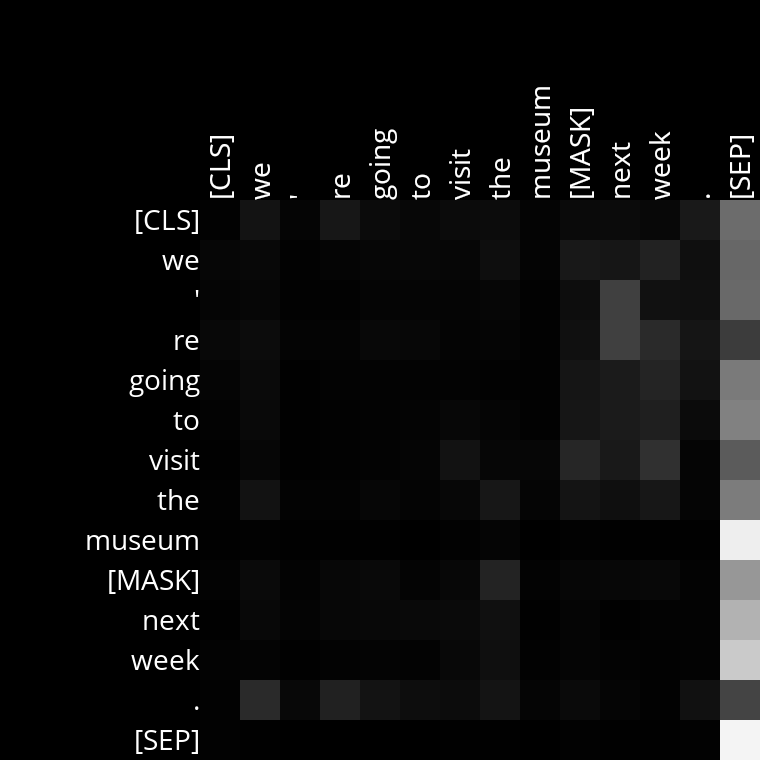 [CLS] we ' re going to visit the museum [MASK] next week . [SEP]
[CLS]
we
'
re
going
to
visit
the
museum
[MASK]
next
week
.
[SEP]